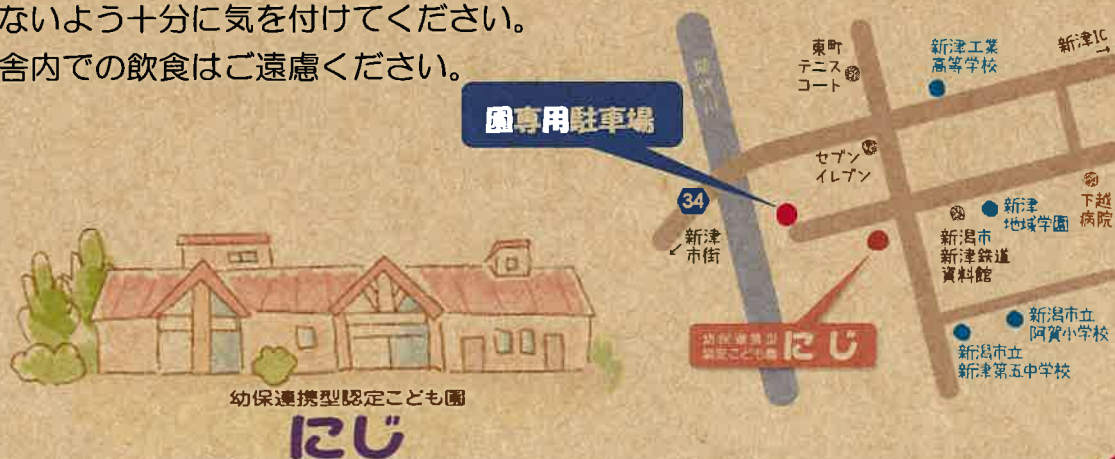 ないよう十分に気を付けてください。
舎内での飲食はご遠慮ください。
園専用駐車場
東町
テニス
コート
新津工業
高等学校
新津IC
→
セブン
イレブン
34
↙新津
市街
新津
地域学園
下越
病院
新潟市
新津鉄道
資料館
幼保連携型
認定こども園
にじ
新潟市立
阿賀小学校
新潟市立
新津第五中学校
幼保連携型認定こども園
にじ